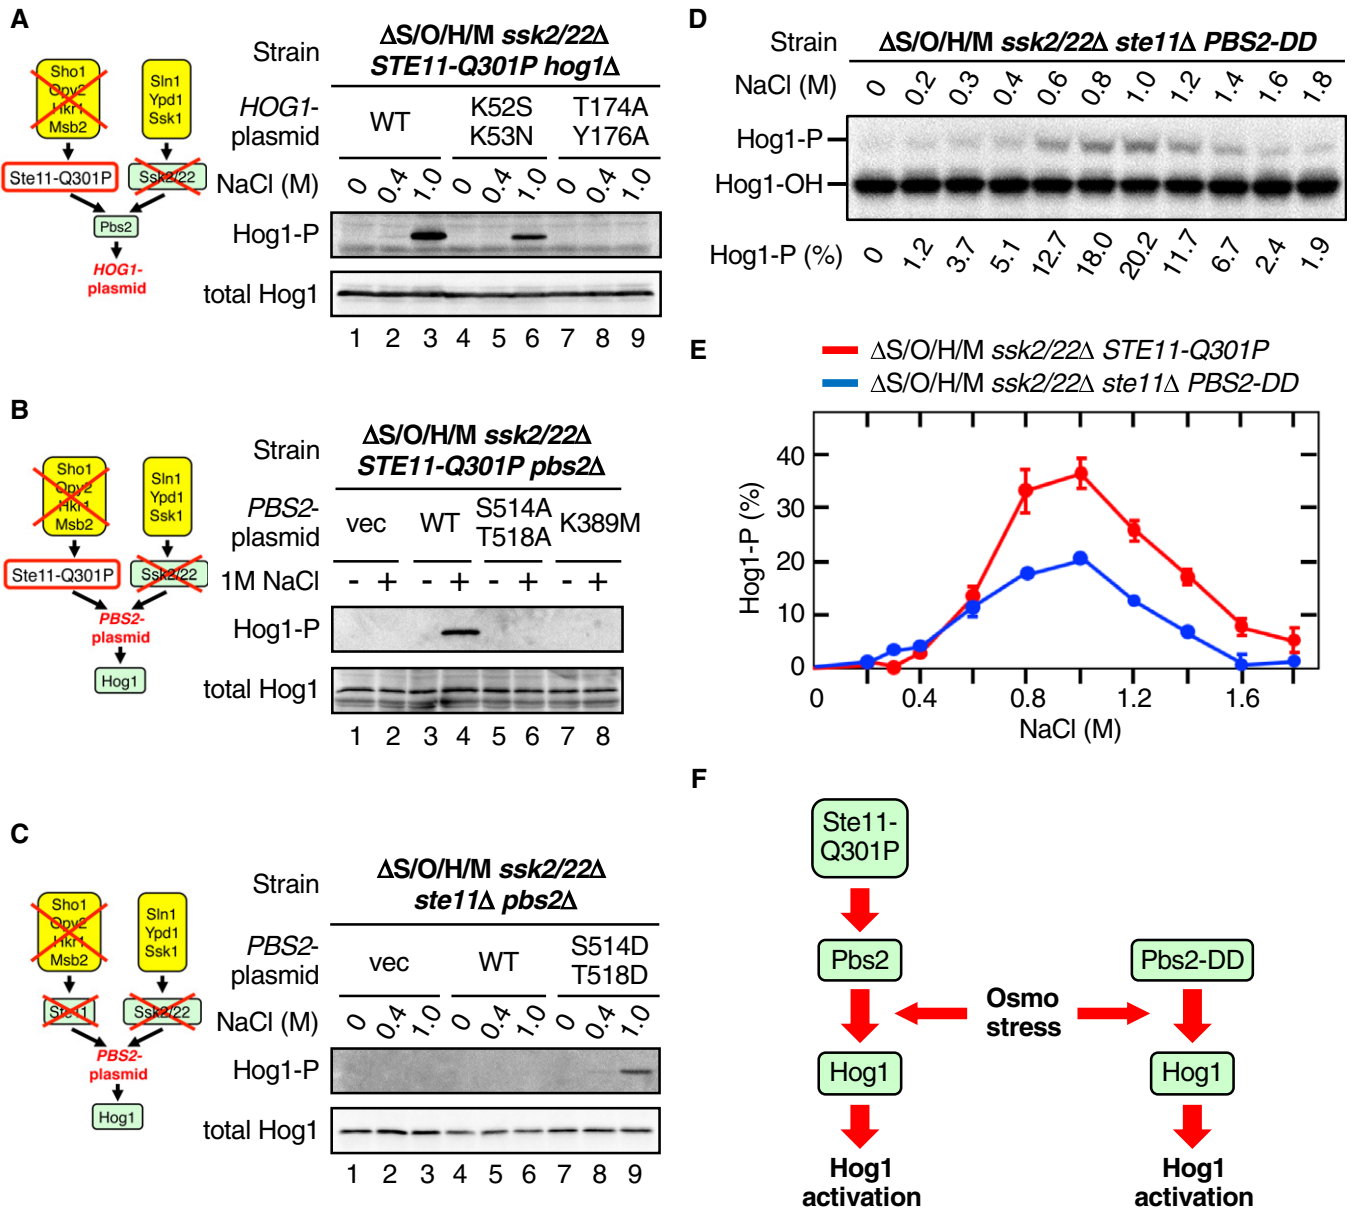 A
Strain
ΔS/O/H/M ssk2/22Δ
STE11-Q301P hog1Δ
Sho1
Opy2
Hkr1
Msb2
Sln1
Ypd1
Ssk1
Ste11-Q301P
Ssk2/22
Pbs2
HOG1-
plasmid
HOG1-
plasmid
WT
K52S
K53N
T174A
Y176A
NaCl (M)
0 0.4 1.0 0 0.4 1.0 0 0.4 1.0
Hog1-P
total Hog1
1 2 3 4 5 6 7 8 9
B
Strain
ΔS/O/H/M ssk2/22Δ
STE11-Q301P pbs2Δ
Sho1
Opy2
Hkr1
Msb2
Sln1
Ypd1
Ssk1
Ste11-Q301P
Ssk2/22
PBS2-
plasmid
Hog1
PBS2-
plasmid
vec
WT
S514A
T518A
K389M
1M NaCl
- + - + - + - +
Hog1-P
total Hog1
1 2 3 4 5 6 7 8
C
Strain
ΔS/O/H/M ssk2/22Δ
ste11Δ pbs2Δ
Sho1
Opy2
Hkr1
Msb2
Sln1
Ypd1
Ssk1
Ste11
Ssk2/22
PBS2-
plasmid
Hog1
PBS2-
plasmid
vec
WT
S514D
T518D
NaCl (M)
0 0.4 1.0 0 0.4 1.0 0 0.4 1.0
Hog1-P
total Hog1
1 2 3 4 5 6 7 8 9
D
Strain
ΔS/O/H/M ssk2/22Δ ste11Δ PBS2-DD
NaCl (M)
0 0.2 0.3 0.4 0.6 0.8 1.0 1.2 1.4 1.6 1.8
Hog1-P
Hog1-OH
Hog1-P (%)
0 1.2 3.7 5.1 12.7 18.0 20.2 11.7 6.7 2.4 1.9
E
ΔS/O/H/M ssk2/22Δ STE11-Q301P
ΔS/O/H/M ssk2/22Δ ste11Δ PBS2-DD
Hog1-P (%)
40
30
20
10
0
0 0.4 0.8 1.2 1.6
NaCl (M)
F
Ste11-
Q301P
Pbs2
Pbs2-DD
Osmo
stress
Hog1
Hog1
Hog1
activation
Hog1
activation